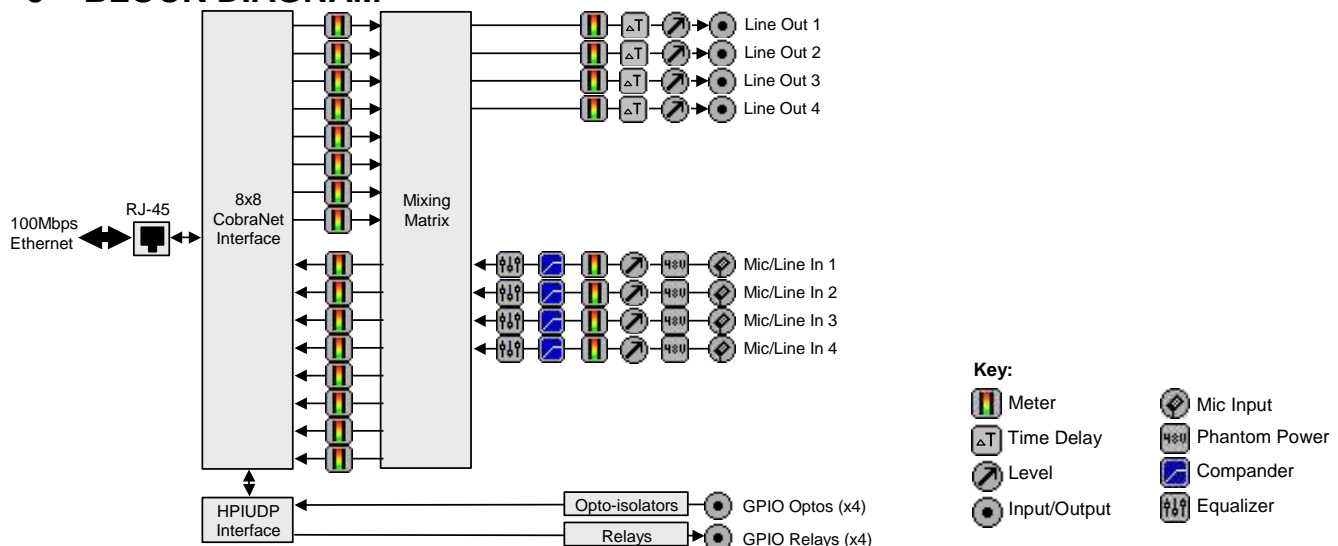 Line Out 1
Line Out 2
Line Out 3
Line Out 4
8x8
CobraNet
Interface
Mixing
Matrix
RJ-45
100Mbps
Ethernet
Mic/Line In 1
Mic/Line In 2
Mic/Line In 3
Mic/Line In 4
HPIUDP
Interface
Opto-isolators
GPIO Optos (x4)
Relays
GPIO Relays (x4)
Key:
Meter
Mic Input
ΔT Time Delay
48V Phantom Power
Level
Compander
Input/Output
Equalizer